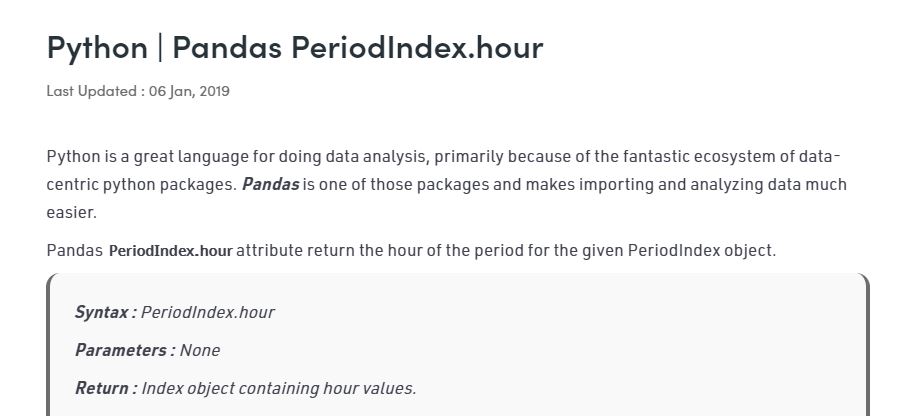 Python | Pandas PeriodIndex.hour
Last Updated : 06 Jan, 2019
Python is a great language for doing data analysis, primarily because of the fantastic ecosystem of data-
centric python packages. Pandas is one of those packages and makes importing and analyzing data much
easier.
Pandas PeriodIndex.hour attribute return the hour of the period for the given PeriodIndex object.
Syntax : PeriodIndex.hour
Parameters : None
Return : Index object containing hour values.